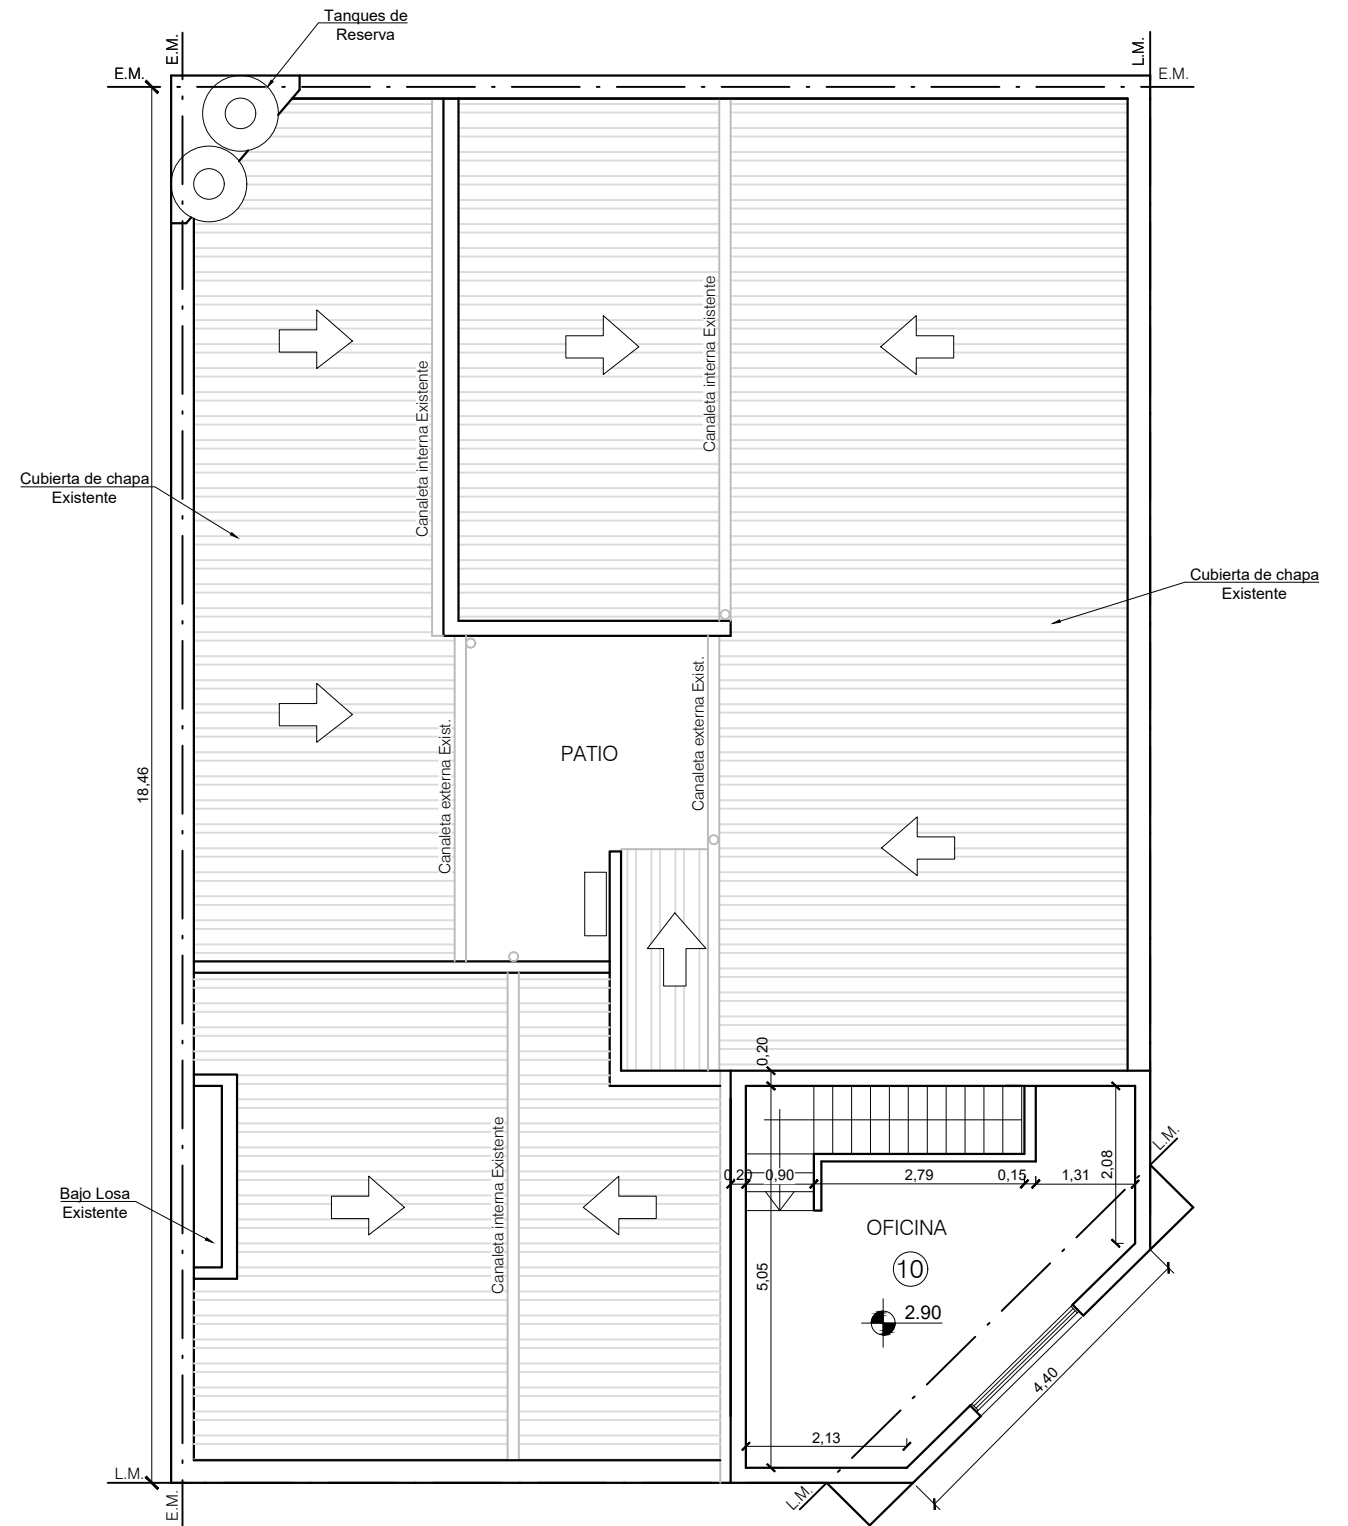 Tanques de
Reserva
E.M.
L.M.
E.M.
E.M.
Canaleta interna Existente
Canaleta interna Existente
Cubierta de chapa
Existente
Cubierta de chapa
Existente
Canaleta externa Exist.
Canaleta externa Exist.
PATIO
18,46
0,20
Canaleta interna Existente
L.M.
2,08
0,20
0,90
2,79
0,15
1,31
Bajo Losa
Existente
OFICINA
10
5,05
2.90
4,40
2,13
L.M.
E.M.
L.M.